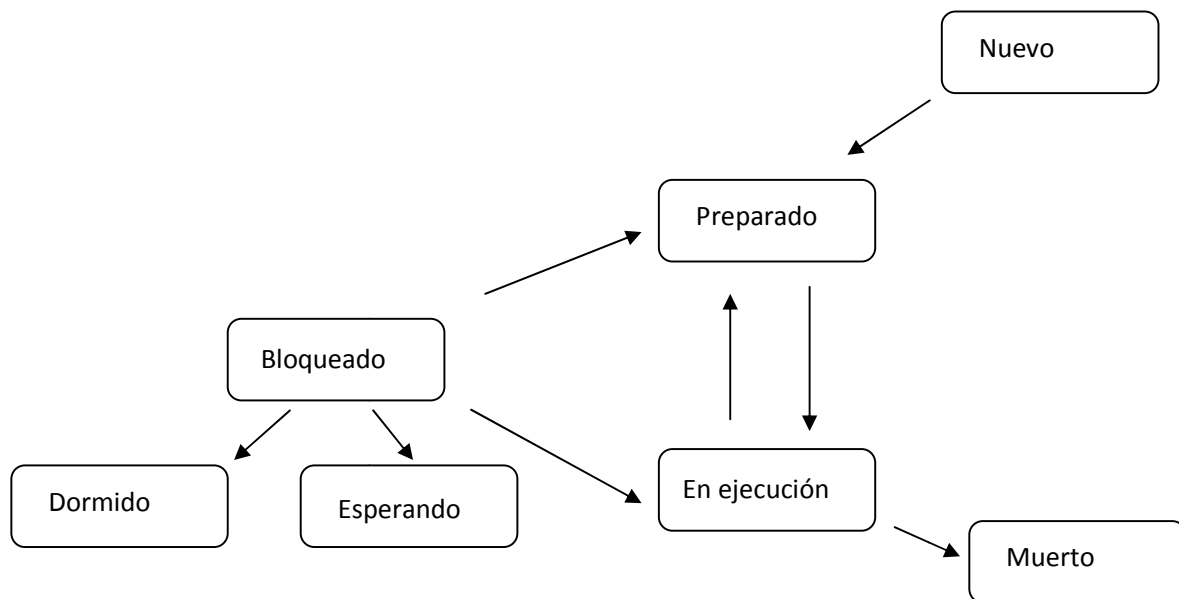 Nuevo
Preparado
Bloqueado
Dormido
Esperando
En ejecución
Muerto